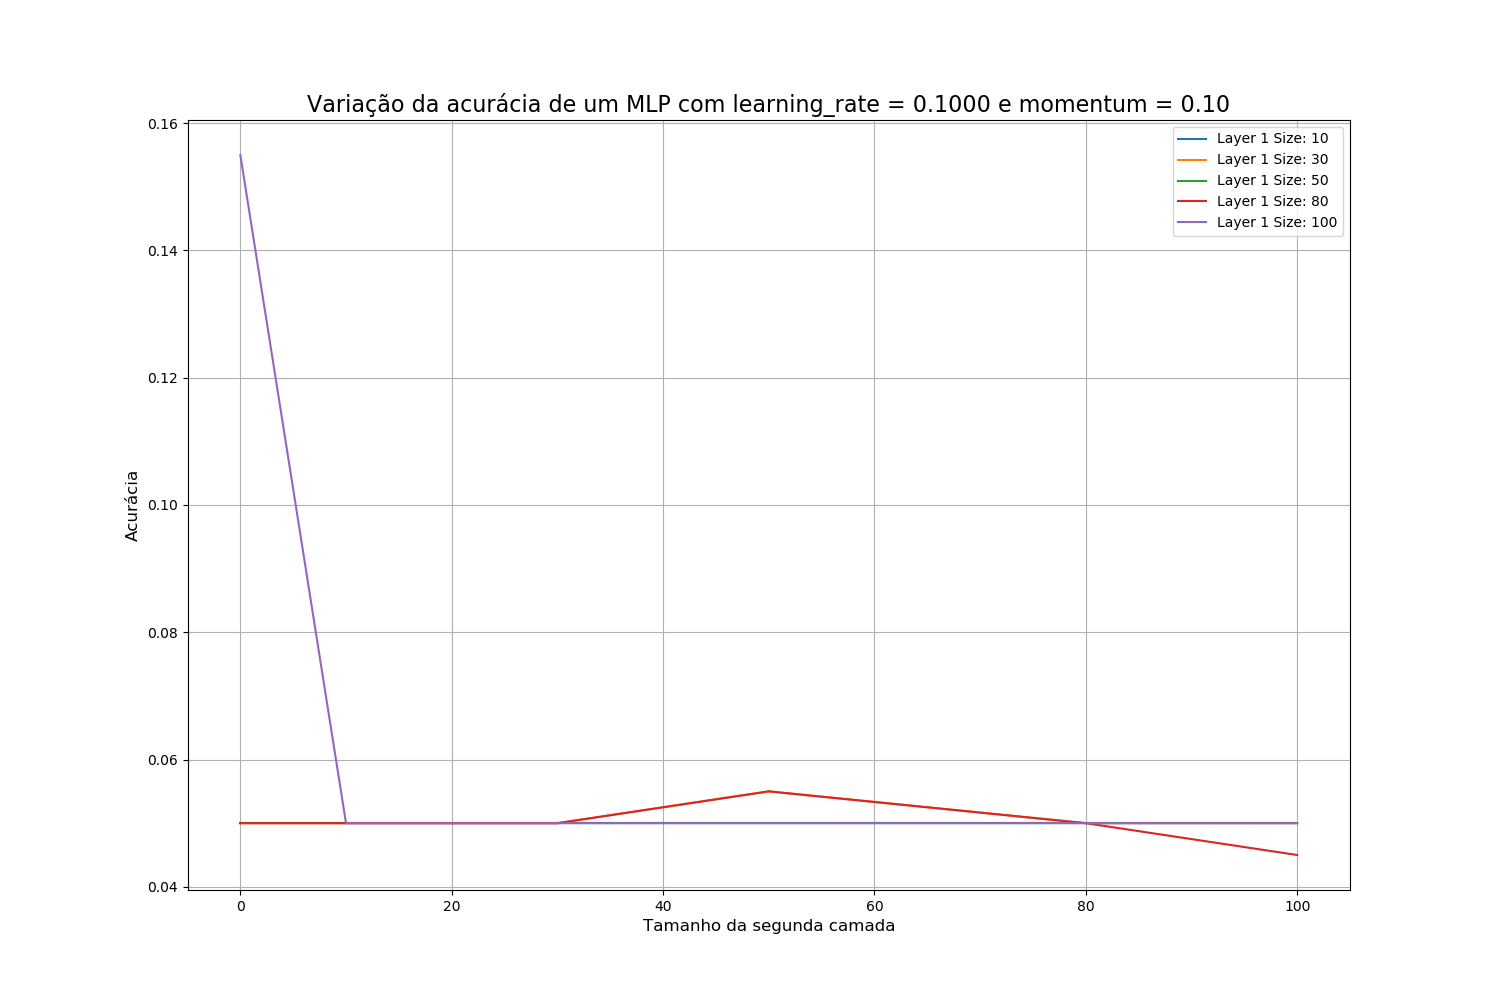 Variação da acurácia de um MLP com learning_rate = 0.1000 e momentum = 0.10
0.16
0.14
0.12
0.10
0.08
0.06
0.04
Acurácia
Layer 1 Size: 10
Layer 1 Size: 30
Layer 1 Size: 50
Layer 1 Size: 80
Layer 1 Size: 100
0 20 40 60 80 100
Tamanho da segunda camada